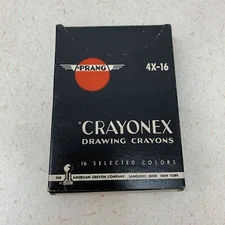 PRANG
4X-16
"CRAYONEX
DRAWING CRAYONS
16 SELECTED COLORS
THE AMERICAN CRAYON COMPANY SANDUSKY, OHIO NEW YORK